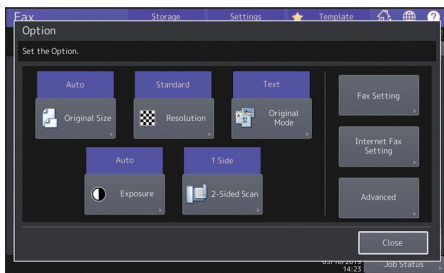 Fax Storage Settings Template
Option
Set the Option.
Auto Standard Text
Original Size Resolution Original
Mode
Fax Setting
Auto 1 Side
Exposure 2-Sided Scan
Internet Fax
Setting
Advanced
Close
14:23 Job Status